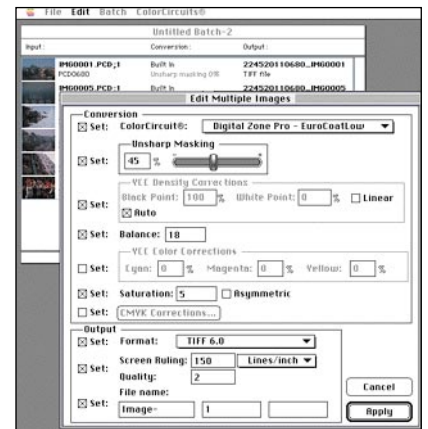 File Edit Batch ColorCircuits®
Untitled Batch-2
Input: Conversion: Output:
IMG0001.PCD;1 Built In 224520110680_IMG0001
PCD0680 Unsharp masking 0% TIFF file
IMG0005.PCD;1 Built In 224520110680_IMG0005
Edit Multiple Images
Conversion
Set: ColorCircuit®: Digital Zone Pro - EuroCoatLow
Unsharp Masking
Set: 45 %
YCC Density Corrections
Black Point: 100 % White Point: 0 % Linear
Set:
Auto
Set: Balance: 18
YCC Color Corrections
Set: Cyan: 0 % Magenta: 0 % Yellow: 0 %
Set: Saturation: 5 Asymmetric
Set: CMYK Corrections...
Output
Set: Format: TIFF 6.0
Screen Ruling: 150 Lines/inch
Set:
Quality: 2
File name:
Set: Image- 1
Cancel
Apply